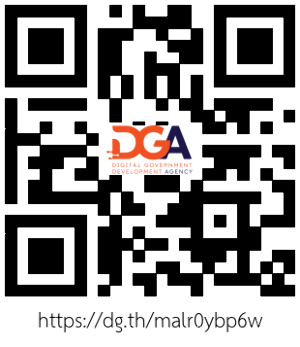 DGA
DIGITAL GOVERNMENT
DEVELOPMENT AGENCY
https://dg.th/malr0ybp6w